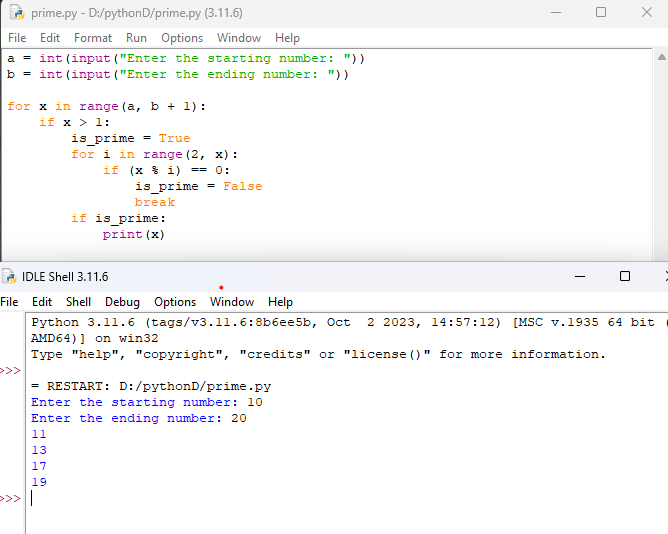 prime.py - D:/pythonD/prime.py (3.11.6)
File Edit Format Run Options Window Help
a = int(input("Enter the starting number: "))
b = int(input("Enter the ending number: "))
for x in range(a, b + 1):
    if x > 1:
        is_prime = True
        for i in range(2, x):
            if (x % i) == 0:
                is_prime = False
                break
        if is_prime:
            print(x)
IDLE Shell 3.11.6
File Edit Shell Debug Options Window Help
Python 3.11.6 (tags/v3.11.6:8b6ee5b, Oct  2 2023, 14:57:12) [MSC v.1935 64 bit (
AMD64)] on win32
Type "help", "copyright", "credits" or "license()" for more information.
>>>
= RESTART: D:/pythonD/prime.py
Enter the starting number: 10
Enter the ending number: 20
11
13
17
19
>>>